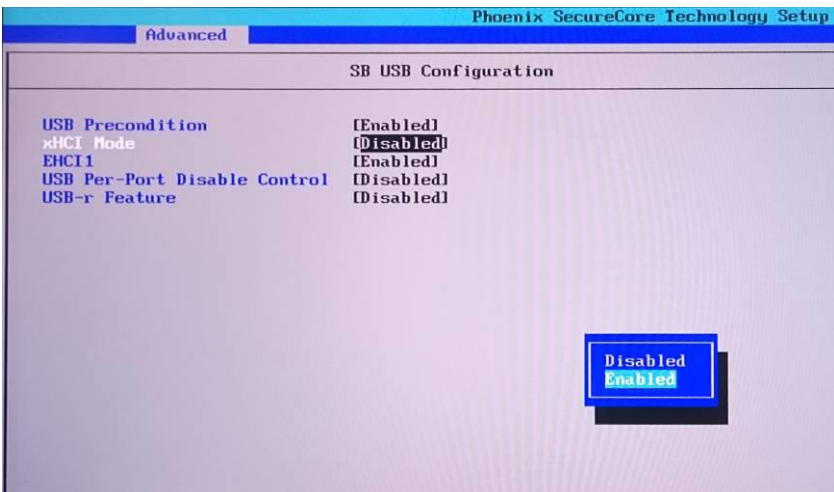 Phoenix SecureCore Technology Setup
Advanced
SB USB Configuration
USB Precondition [Enabled]
xHCI Mode [Disabled]
EHCI1 [Enabled]
USB Per-Port Disable Control [Disabled]
USB-r Feature [Disabled]
Disabled
Enabled